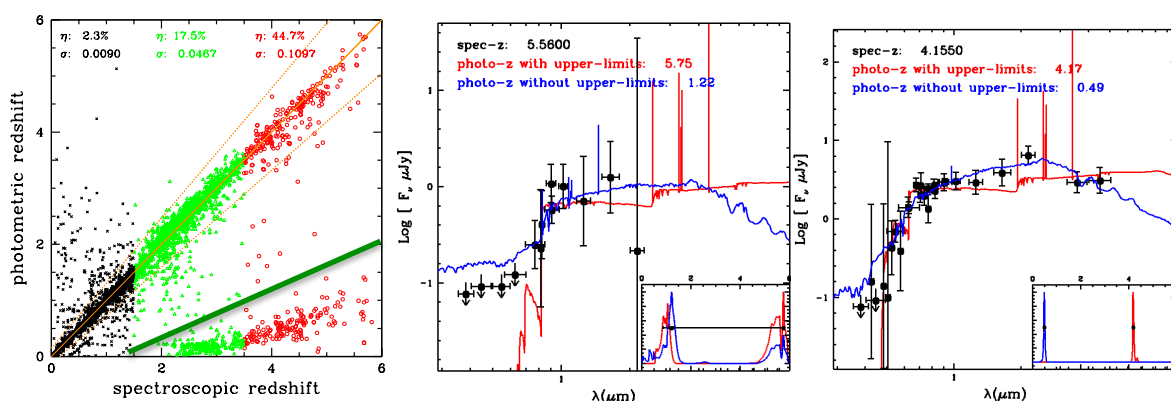 η: 2.3% η: 17.5% η: 44.7%
σ: 0.0090 σ: 0.0467 σ: 0.1097
6
4
2
0
0 2 4 6
photometric redshift
spectroscopic redshift
spec-z: 5.5600
photo-z with upper-limits: 5.75
photo-z without upper-limits: 1.22
1
0
-1
Log [ Fν μJy]
0 2 4 6
1
λ(μm)
spec-z: 4.1550
photo-z with upper-limits: 4.17
photo-z without upper-limits: 0.49
2
1
0
-1
Log [ Fν μJy]
0 2 4
1
λ(μm)